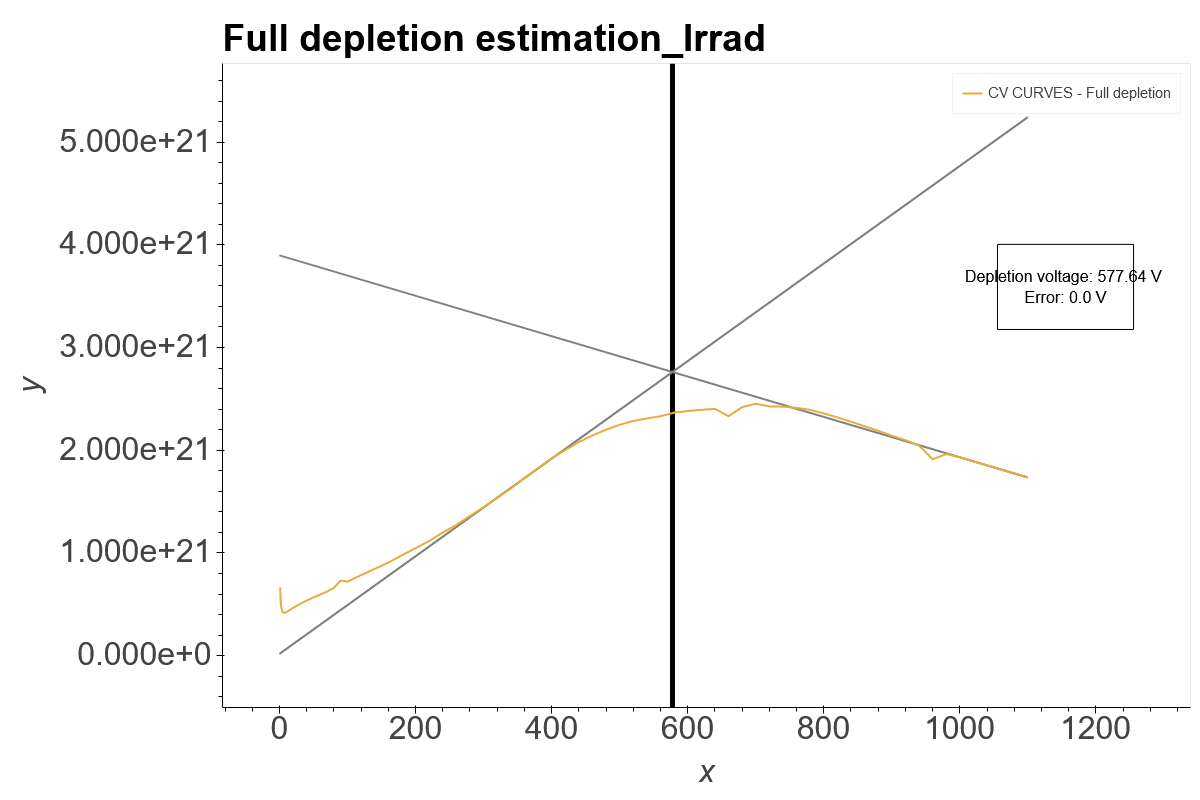 Full depletion estimation_Irrad
CV CURVES - Full depletion
5.000e+21
4.000e+21
3.000e+21
2.000e+21
1.000e+21
0.000e+0
y
Depletion voltage: 577.64 V
Error: 0.0 V
0 200 400 600 800 1000 1200
x